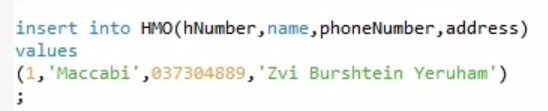 insert into HMO(hNumber,name,phoneNumber,address)
values
(1,'Maccabi',037304889,'Zvi Burshtein Yeruham')
;